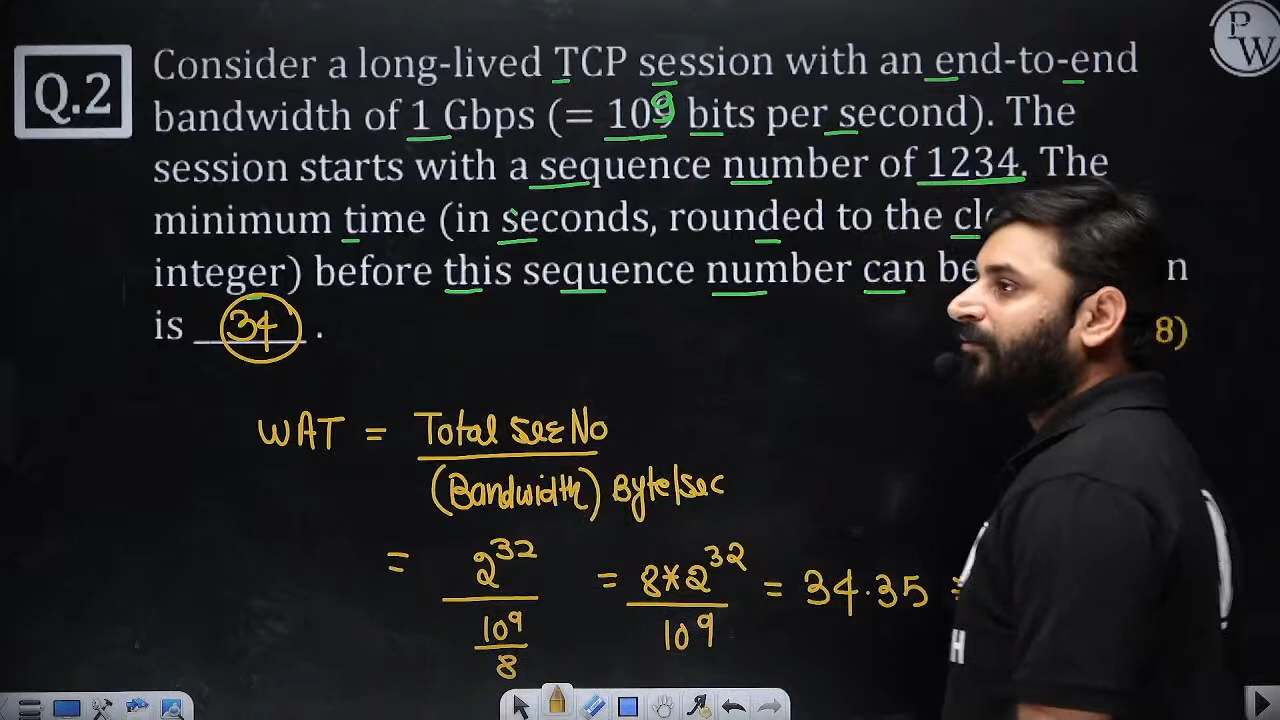 P
W
Q.2
Consider a long-lived TCP session with an end-to-end
bandwidth of 1 Gbps (= 10⁹ bits per second). The
session starts with a sequence number of 1234. The
minimum time (in seconds, rounded to the
integer) before this sequence number can be n
is 34 .
8)
WAT = Total SEQ No / (Bandwidth) Byte/Sec
= 2^32 / (10^9 / 8) = 8*2^32 / 10^9 = 34.35 =
H